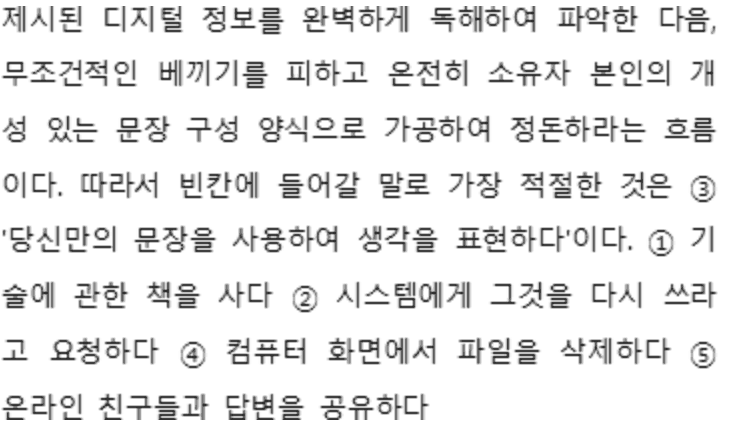 제시된 디지털 정보를 완벽하게 독해하여 파악한 다음,
무조건적인 베끼기를 피하고 온전히 소유자 본인의 개
성 있는 문장 구성 양식으로 가공하여 정돈하라는 흐름
이다. 따라서 빈칸에 들어갈 말로 가장 적절한 것은 ③
'당신만의 문장을 사용하여 생각을 표현하다'이다. ① 기
술에 관한 책을 사다 ② 시스템에게 그것을 다시 쓰라
고 요청하다 ④ 컴퓨터 화면에서 파일을 삭제하다 ⑤
온라인 친구들과 답변을 공유하다